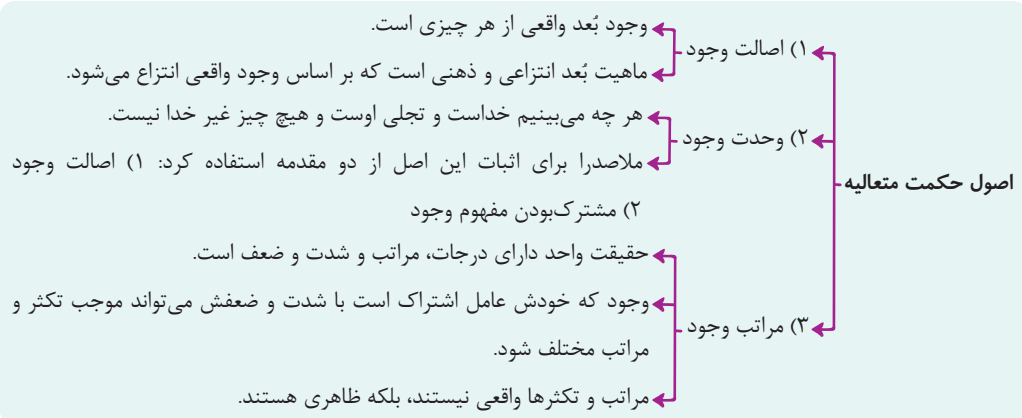 اصول حکمت متعالیه
۱) اصالت وجود
وجود بُعد واقعی از هر چیزی است.
ماهیت بُعد انتزاعی و ذهنی است که بر اساس وجود واقعی انتزاع می‌شود.
۲) وحدت وجود
هر چه می‌بینیم خداست و تجلی اوست و هیچ چیز غیر خدا نیست.
ملاصدرا برای اثبات این اصل از دو مقدمه استفاده کرد: ۱) اصالت وجود
۲) مشترک‌بودن مفهوم وجود
۳) مراتب وجود
حقیقت واحد دارای درجات، مراتب و شدت و ضعف است.
وجود که خودش عامل اشتراک است با شدت و ضعفش می‌تواند موجب تکثر و
مراتب مختلف شود.
مراتب و تکثرها واقعی نیستند، بلکه ظاهری هستند.